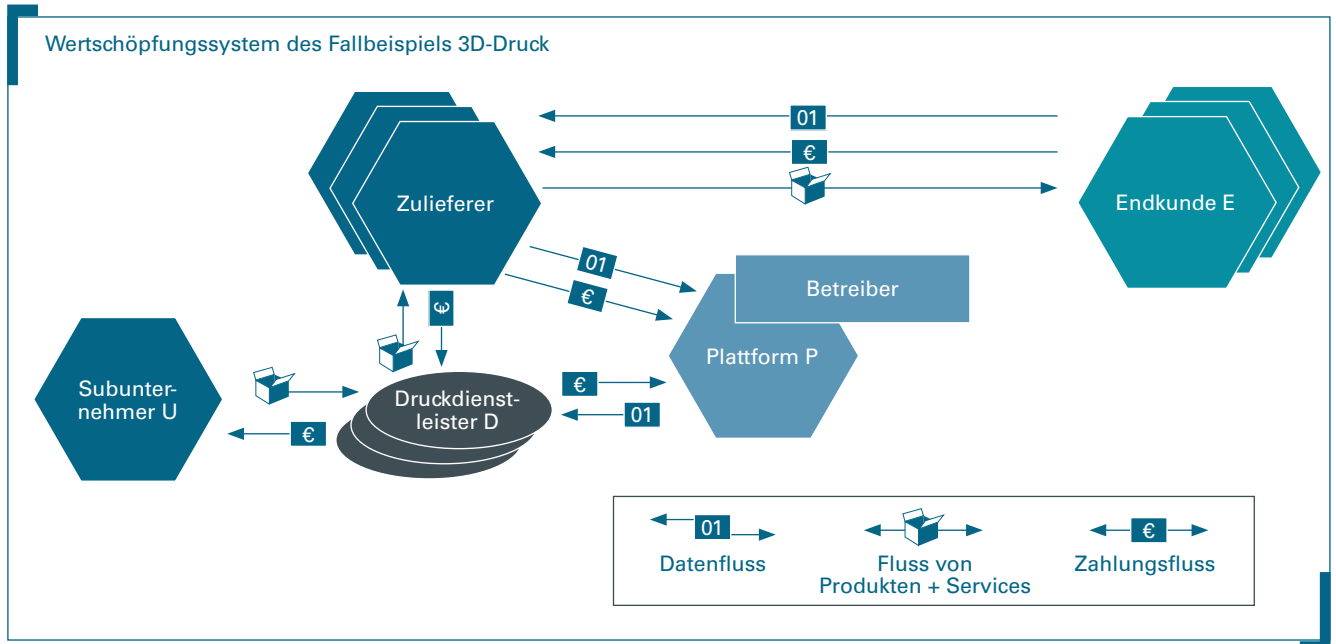 Wertschöpfungssystem des Fallbeispiels 3D-Druck
01
€
Zulieferer
Endkunde E
01
€
Betreiber
€
Plattform P
Subunter-
nehmer U
€
Druckdienst-
leister D
€
01
01
€
Datenfluss
Fluss von
Produkten + Services
Zahlungsfluss